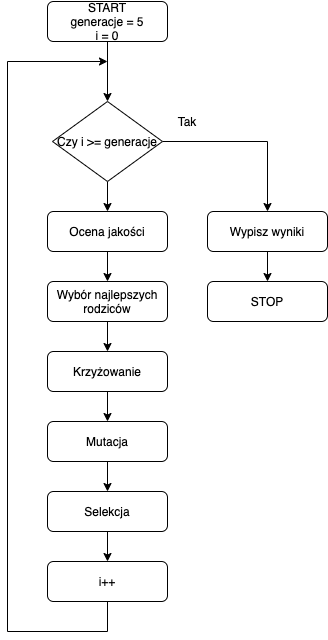 START
generacje = 5
i = 0
Tak
Czy i >= generacje
Ocena jakości
Wypisz wyniki
Wybór najlepszych
rodziców
STOP
Krzyżowanie
Mutacja
Selekcja
i++